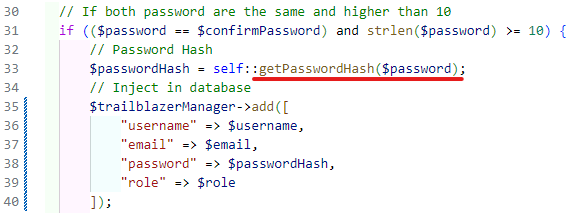 30 // If both password are the same and higher than 10
31 if (($password == $confirmPassword) and strlen($password) >= 10) {
32 // Password Hash
33 $passwordHash = self::getPasswordHash($password);
34 // Inject in database
35 $trailblazerManager->add([
36 "username" => $username,
37 "email" => $email,
38 "password" => $passwordHash,
39 "role" => $role
40 ]);